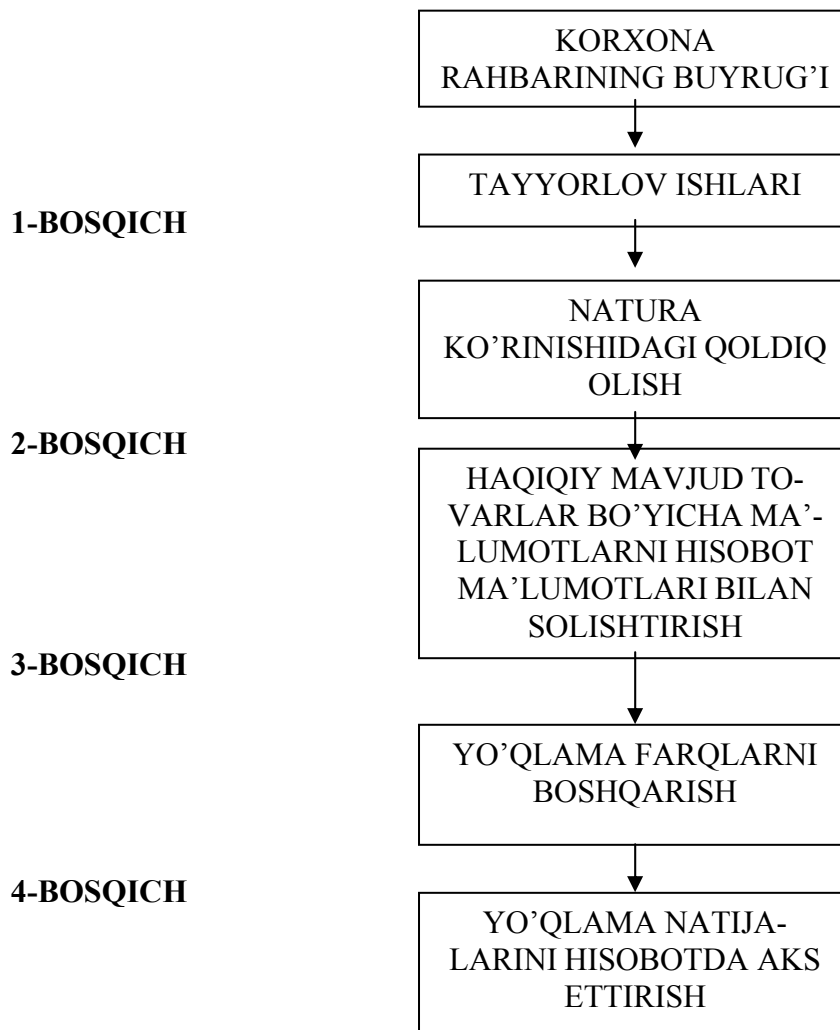 KORXONA
RAHBARINING BUYRUG’I
TAYYORLOV ISHLARI
1-BOSQICH
NATURA
KO’RINISHIDAGI QOLDIQ
OLISH
2-BOSQICH
HAQIQIY MAVJUD TO-
VARLAR BO’YICHA MA’-
LUMOTLARNI HISOBOT
MA’LUMOTLARI BILAN
SOLISHTIRISH
3-BOSQICH
YO’QLAMA FARQLARNI
BOSHQARISH
4-BOSQICH
YO’QLAMA NATIJA-
LARINI HISOBOTDA AKS
ETTIRISH